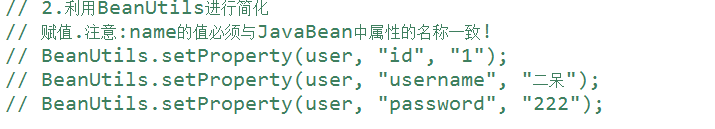 // 2.利用BeanUtils进行简化
// 赋值.注意:name的值必须与JavaBean中属性的名称一致!
// BeanUtils.setProperty(user, "id", "1");
// BeanUtils.setProperty(user, "username", "二呆");
// BeanUtils.setProperty(user, "password", "222");